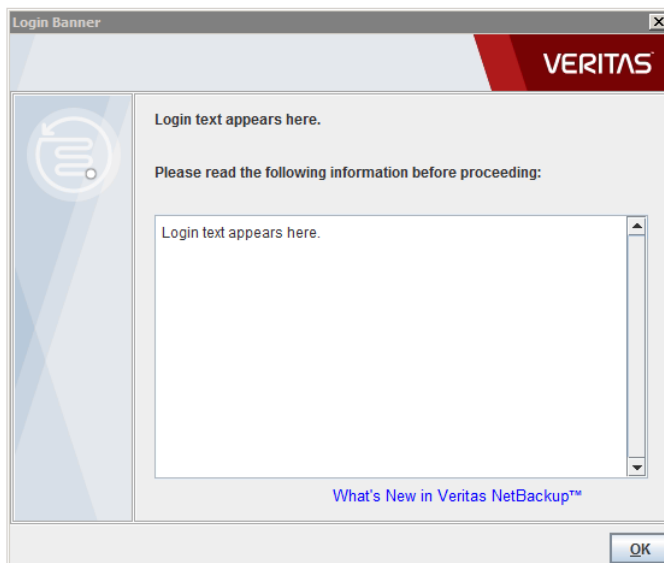 Login Banner
VERITAS
Login text appears here.
Please read the following information before proceeding:
Login text appears here.
What's New in Veritas NetBackup™
OK